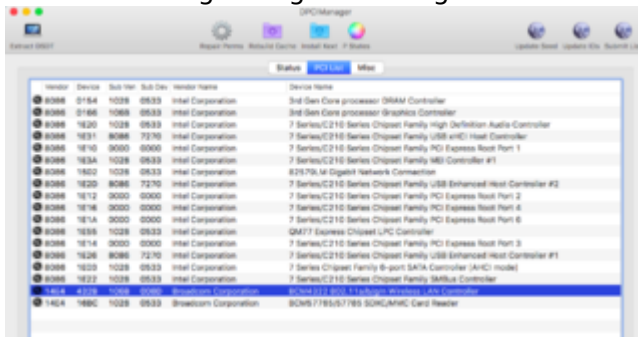 DPCIManager
Extract DSDT Repair Perms Rebuild Cache Install Kext P States Update Seed Update IDs Submit
Status PCI List Misc
Vendor Device Sub Ven Sub Dev Vendor Name Device Name
8086 0154 1028 0533 Intel Corporation 3rd Gen Core processor DRAM Controller
8086 0166 1028 0533 Intel Corporation 3rd Gen Core processor Graphics Controller
8086 1E20 1028 0533 Intel Corporation 7 Series/C210 Series Chipset Family High Definition Audio Controller
8086 1E31 8086 7270 Intel Corporation 7 Series/C210 Series Chipset Family USB xHCI Host Controller
8086 1E10 0000 0000 Intel Corporation 7 Series/C210 Series Chipset Family PCI Express Root Port 1
8086 1E3A 1028 0533 Intel Corporation 7 Series/C210 Series Chipset Family MEI Controller #1
8086 1502 1028 0533 Intel Corporation 82579LM Gigabit Network Connection
8086 1E2D 8086 7270 Intel Corporation 7 Series/C210 Series Chipset Family USB Enhanced Host Controller #2
8086 1E12 0000 0000 Intel Corporation 7 Series/C210 Series Chipset Family PCI Express Root Port 2
8086 1E16 0000 0000 Intel Corporation 7 Series/C210 Series Chipset Family PCI Express Root Port 4
8086 1E1A 0000 0000 Intel Corporation 7 Series/C210 Series Chipset Family PCI Express Root Port 6
8086 1E55 1028 0533 Intel Corporation QM77 Express Chipset LPC Controller
8086 1E14 0000 0000 Intel Corporation 7 Series/C210 Series Chipset Family PCI Express Root Port 3
8086 1E26 8086 7270 Intel Corporation 7 Series/C210 Series Chipset Family USB Enhanced Host Controller #1
8086 1E03 1028 0533 Intel Corporation 7 Series Chipset Family 6-port SATA Controller [AHCI mode]
8086 1E22 1028 0533 Intel Corporation 7 Series/C210 Series Chipset Family SMBus Controller
14E4 Broadcom Corporation BCM4322 802.11a/b/g/n Wireless LAN Controller
14E4 16BC 1028 0533 Broadcom Corporation BCM57765/57785 SDXC/MMC Card Reader